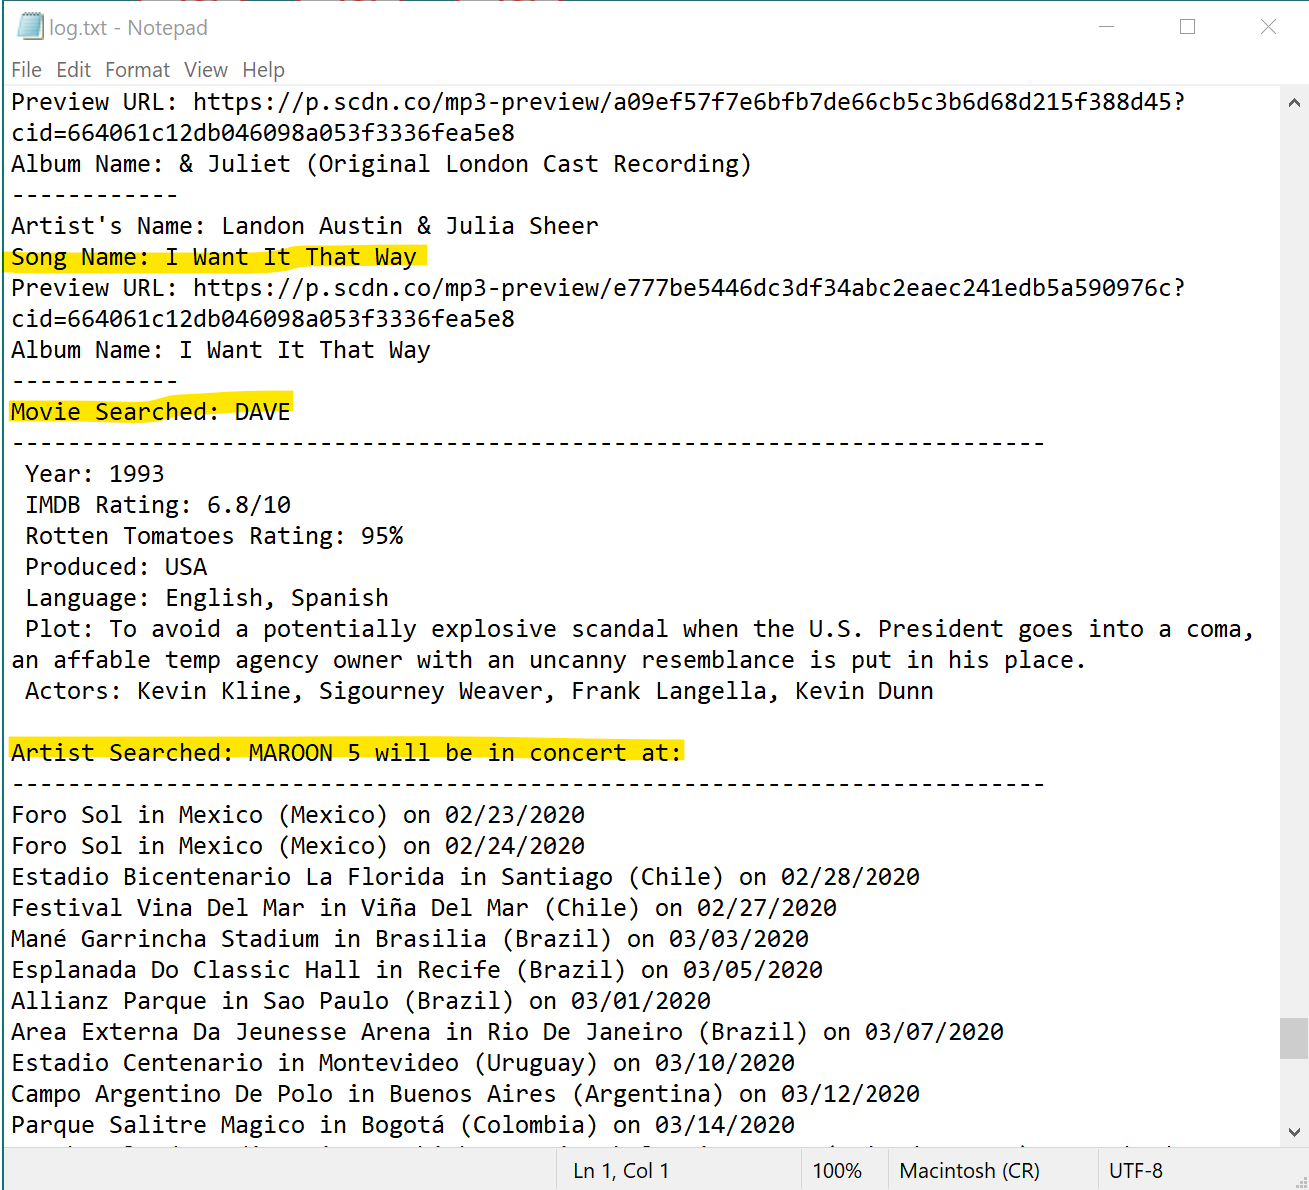 log.txt - Notepad
File Edit Format View Help
Preview URL: https://p.scdn.co/mp3-preview/a09ef57f7e6bfb7de66cb5c3b6d68d215f388d45?
cid=664061c12db046098a053f3336fea5e8
Album Name: & Juliet (Original London Cast Recording)
------------
Artist's Name: Landon Austin & Julia Sheer
Song Name: I Want It That Way
Preview URL: https://p.scdn.co/mp3-preview/e777be5446dc3df34abc2eaec241edb5a590976c?
cid=664061c12db046098a053f3336fea5e8
Album Name: I Want It That Way
------------
Movie Searched: DAVE
--------------------------------------------------------------------------
Year: 1993
IMDB Rating: 6.8/10
Rotten Tomatoes Rating: 95%
Produced: USA
Language: English, Spanish
Plot: To avoid a potentially explosive scandal when the U.S. President goes into a coma,
an affable temp agency owner with an uncanny resemblance is put in his place.
Actors: Kevin Kline, Sigourney Weaver, Frank Langella, Kevin Dunn
Artist Searched: MAROON 5 will be in concert at:
--------------------------------------------------------------------------
Foro Sol in Mexico (Mexico) on 02/23/2020
Foro Sol in Mexico (Mexico) on 02/24/2020
Estadio Bicentenario La Florida in Santiago (Chile) on 02/28/2020
Festival Vina Del Mar in Viña Del Mar (Chile) on 02/27/2020
Mané Garrincha Stadium in Brasilia (Brazil) on 03/03/2020
Esplanada Do Classic Hall in Recife (Brazil) on 03/05/2020
Allianz Parque in Sao Paulo (Brazil) on 03/01/2020
Area Externa Da Jeunesse Arena in Rio De Janeiro (Brazil) on 03/07/2020
Estadio Centenario in Montevideo (Uruguay) on 03/10/2020
Campo Argentino De Polo in Buenos Aires (Argentina) on 03/12/2020
Parque Salitre Magico in Bogotá (Colombia) on 03/14/2020
Ln 1, Col 1 100% Macintosh (CR) UTF-8